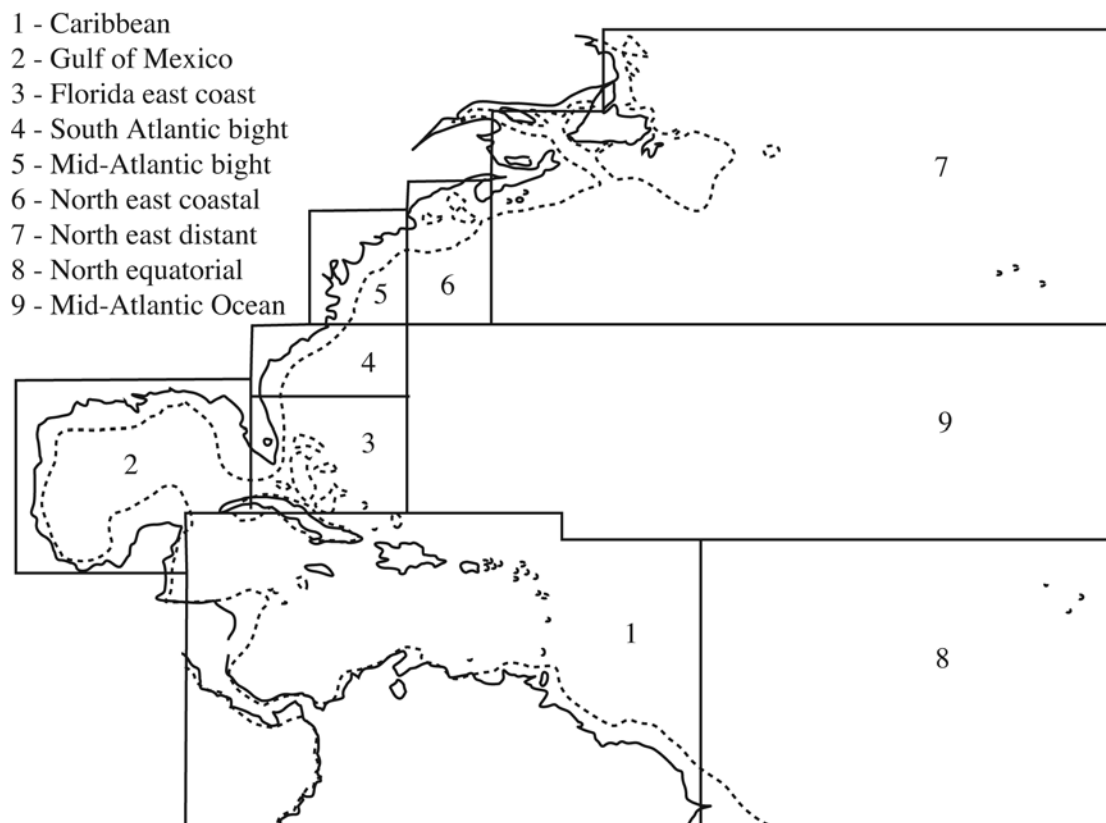 1 - Caribbean
2 - Gulf of Mexico
3 - Florida east coast
4 - South Atlantic bight
5 - Mid-Atlantic bight
6 - North east coastal
7 - North east distant
8 - North equatorial
9 - Mid-Atlantic Ocean
7
6
5
4
9
3
2
1
8